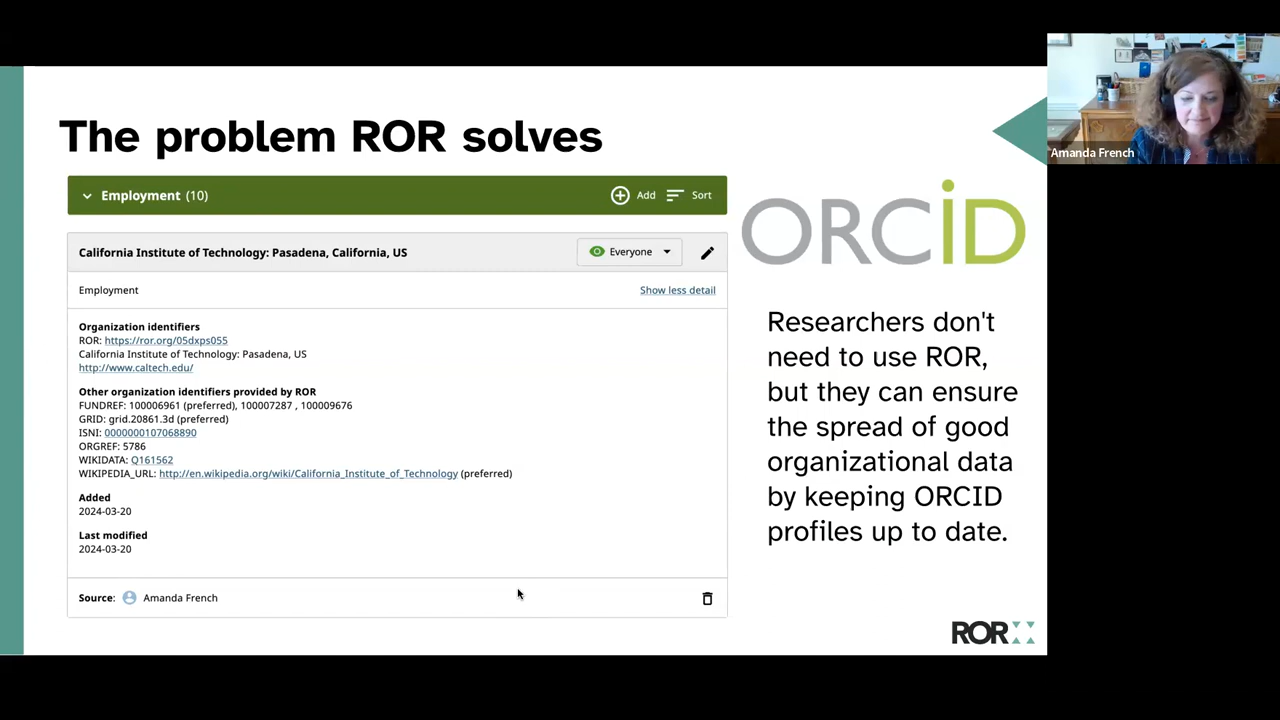 The problem ROR solves
Employment (10)
Add
Sort
California Institute of Technology: Pasadena, California, US
Everyone
Employment
Show less detail
Organization identifiers
ROR: https://ror.org/05dxps055
California Institute of Technology: Pasadena, US
http://www.caltech.edu/
Other organization identifiers provided by ROR
FUNDREF: 100006961 (preferred), 100007287 , 100009676
GRID: grid.20861.3d (preferred)
ISNI: 0000000107068890
ORGREF: 5786
WIKIDATA: Q161562
WIKIPEDIA_URL: http://en.wikipedia.org/wiki/California_Institute_of_Technology (preferred)
Added
2024-03-20
Last modified
2024-03-20
Source:
Amanda French
ORCiD
Researchers don't
need to use ROR,
but they can ensure
the spread of good
organizational data
by keeping ORCID
profiles up to date.
ROR
Amanda French